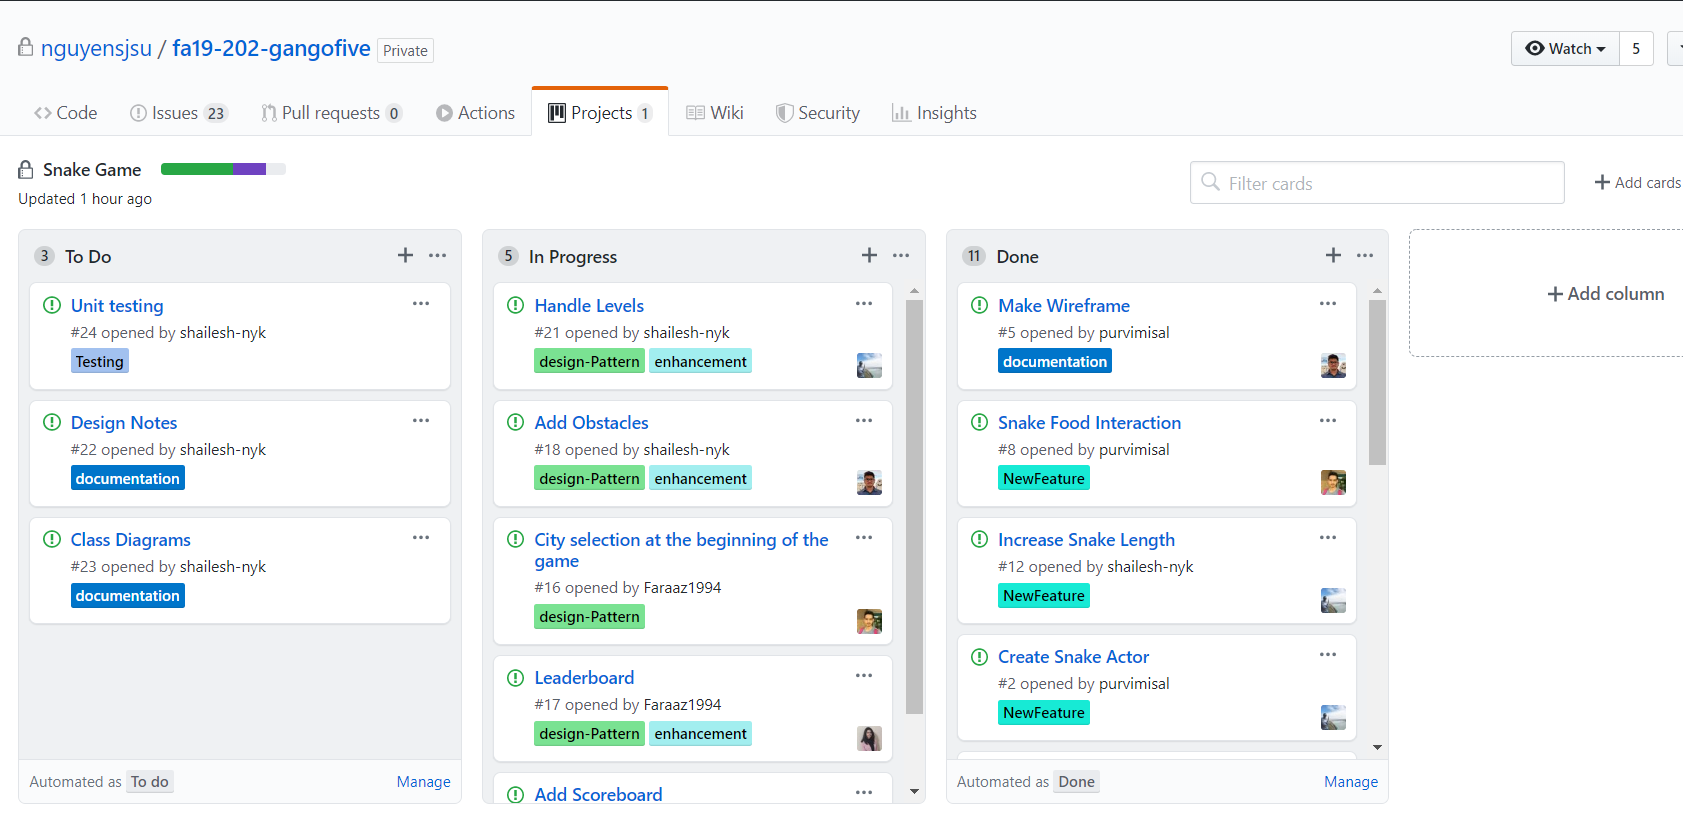 nguyensjsu / fa19-202-gangofive Private
Watch 5
Code Issues 23 Pull requests 0 Actions Projects 1 Wiki Security Insights
Snake Game
Updated 1 hour ago
Filter cards
Add cards
3 To Do
Unit testing
#24 opened by shailesh-nyk
Testing
Design Notes
#22 opened by shailesh-nyk
documentation
Class Diagrams
#23 opened by shailesh-nyk
documentation
Automated as To do Manage
5 In Progress
Handle Levels
#21 opened by shailesh-nyk
design-Pattern enhancement
Add Obstacles
#18 opened by shailesh-nyk
design-Pattern enhancement
City selection at the beginning of the
game
#16 opened by Faraaz1994
design-Pattern
Leaderboard
#17 opened by Faraaz1994
design-Pattern enhancement
Add Scoreboard
11 Done
Make Wireframe
#5 opened by purvimisal
documentation
Snake Food Interaction
#8 opened by purvimisal
NewFeature
Increase Snake Length
#12 opened by shailesh-nyk
NewFeature
Create Snake Actor
#2 opened by purvimisal
NewFeature
Automated as Done Manage
Add column